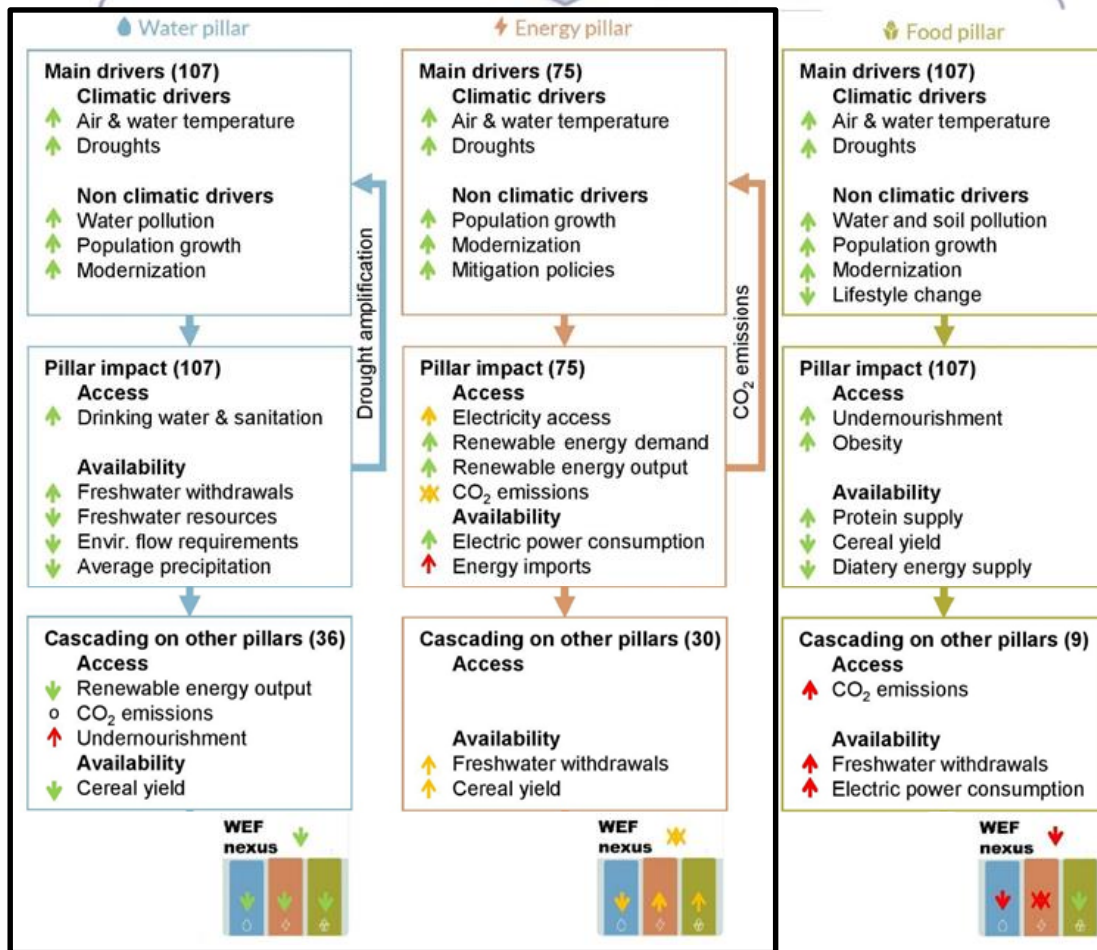 Water pillar
Main drivers (107)
Climatic drivers
Air & water temperature
Droughts
Non climatic drivers
Water pollution
Population growth
Modernization
Drought amplification
Pillar impact (107)
Access
Drinking water & sanitation
Availability
Freshwater withdrawals
Freshwater resources
Envir. flow requirements
Average precipitation
Cascading on other pillars (36)
Access
Renewable energy output
CO₂ emissions
Undernourishment
Availability
Cereal yield
WEF
nexus
Energy pillar
Main drivers (75)
Climatic drivers
Air & water temperature
Droughts
Non climatic drivers
Population growth
Modernization
Mitigation policies
CO₂ emissions
Pillar impact (75)
Access
Electricity access
Renewable energy demand
Renewable energy output
CO₂ emissions
Availability
Electric power consumption
Energy imports
Cascading on other pillars (30)
Access
Availability
Freshwater withdrawals
Cereal yield
WEF
nexus
Food pillar
Main drivers (107)
Climatic drivers
Air & water temperature
Droughts
Non climatic drivers
Water and soil pollution
Population growth
Modernization
Lifestyle change
Pillar impact (107)
Access
Undernourishment
Obesity
Availability
Protein supply
Cereal yield
Diatery energy supply
Cascading on other pillars (9)
Access
CO₂ emissions
Availability
Freshwater withdrawals
Electric power consumption
WEF
nexus